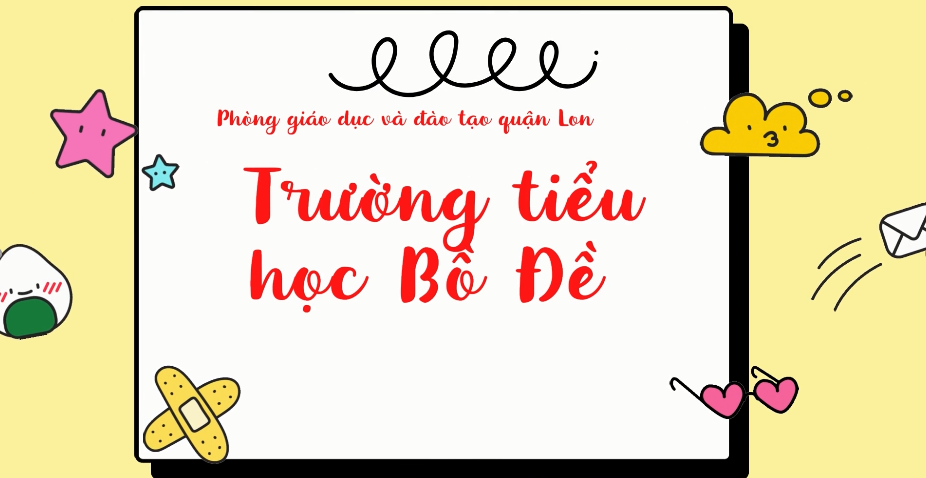 Phòng giáo dục và đào tạo quận Lon
Trường tiểu
học Bồ Đề